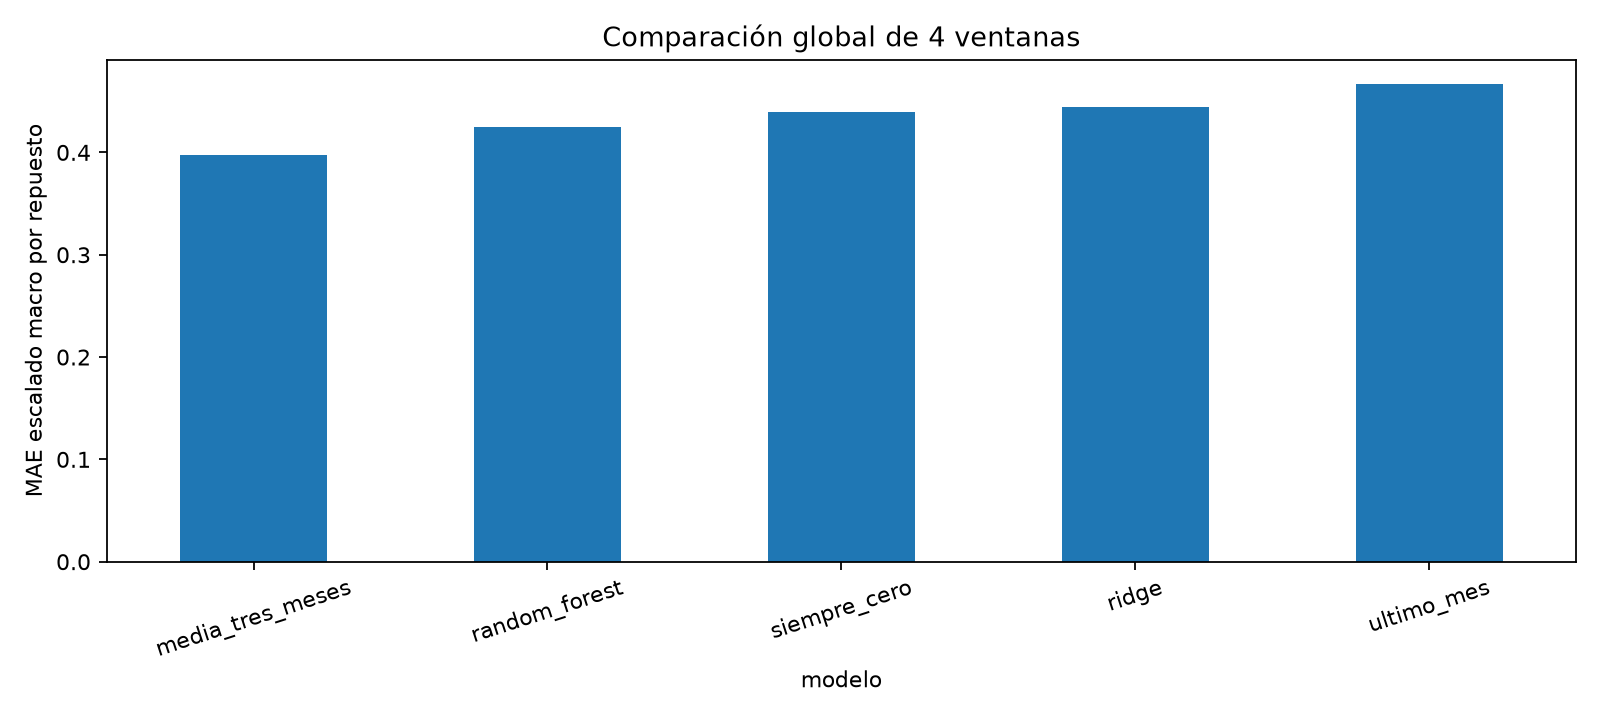 Comparación global de 4 ventanas
MAE escalado macro por repuesto
0.4
0.3
0.2
0.1
0.0
media_tres_meses
random_forest
siempre_cero
ridge
ultimo_mes
modelo